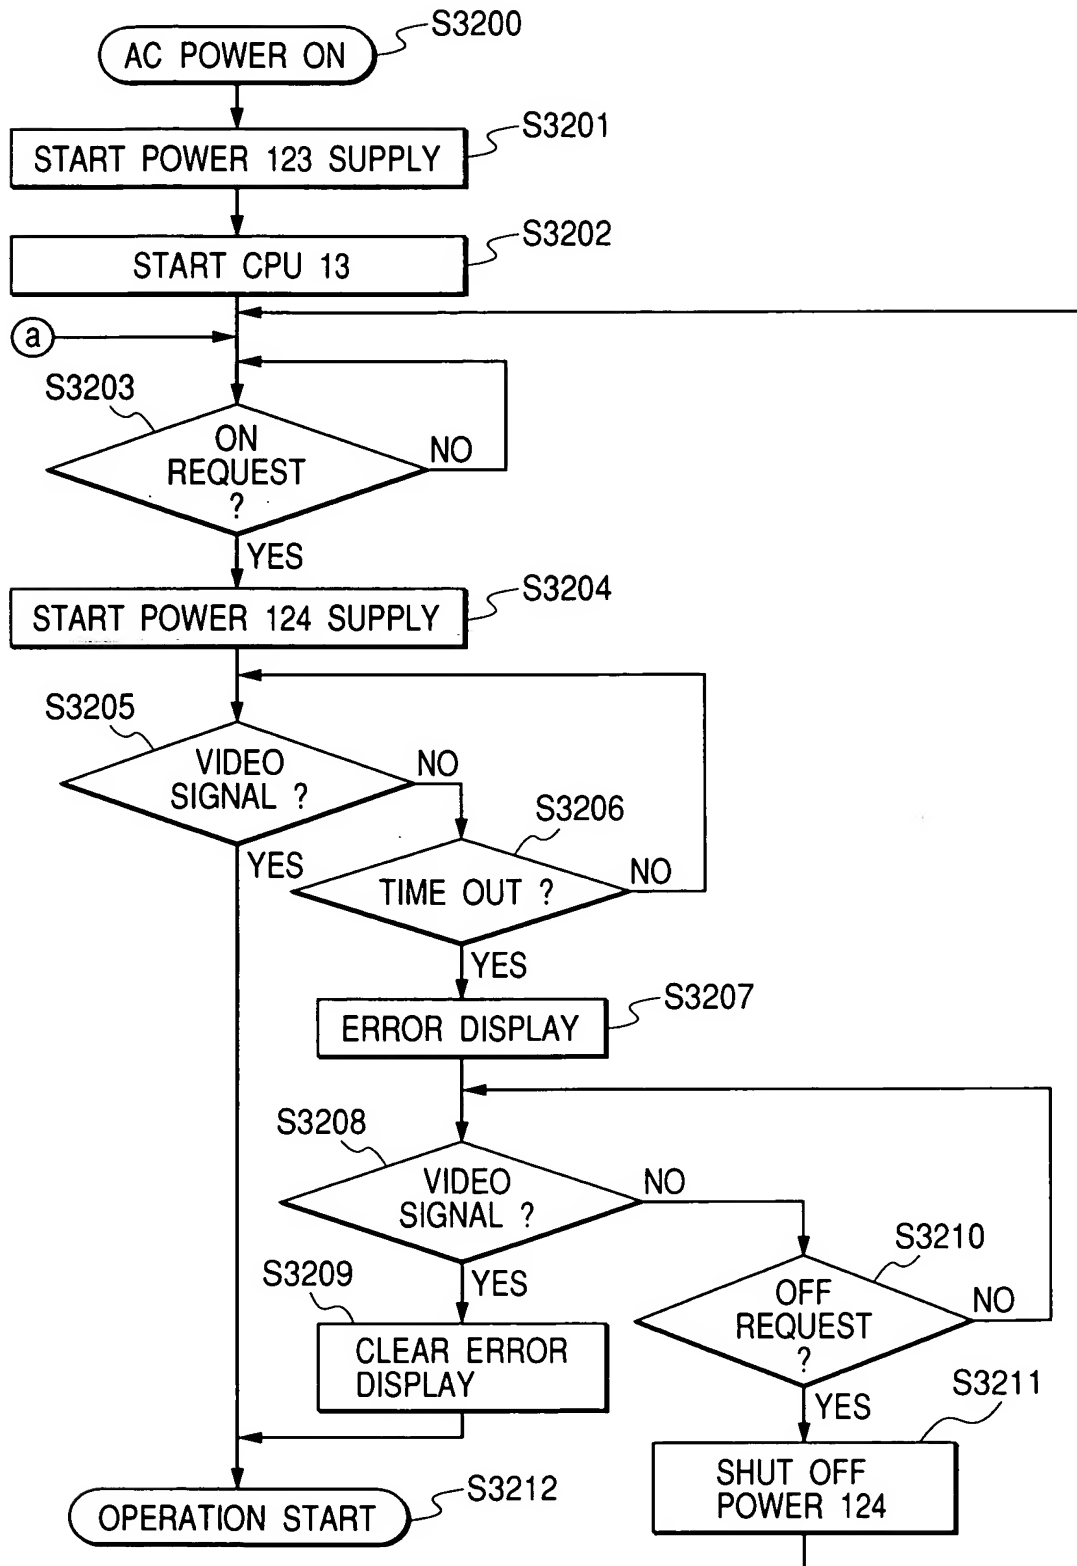 S3200
AC POWER ON
S3201
START POWER 123 SUPPLY
S3202
START CPU 13
a
S3203
ON
REQUEST
?
NO
YES
S3204
START POWER 124 SUPPLY
S3205
VIDEO
SIGNAL ?
NO
YES
S3206
TIME OUT ?
NO
YES
S3207
ERROR DISPLAY
S3208
VIDEO
SIGNAL ?
NO
YES
S3209
CLEAR ERROR
DISPLAY
S3210
OFF
REQUEST
?
NO
YES
S3211
SHUT OFF
POWER 124
S3212
OPERATION START